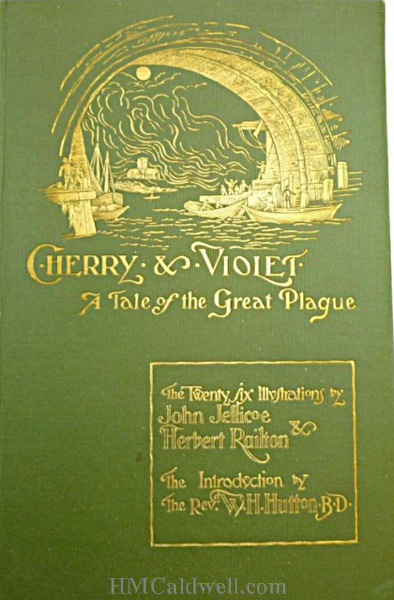 CHERRY · & · VIOLET ·
A Tale of the Great Plague
The Twenty six Illustrations by
John Jellicoe
& 
Herbert Railton
The Introduction by
The Rev. W. H. Hutton · B. D.
HMCaldwell.com